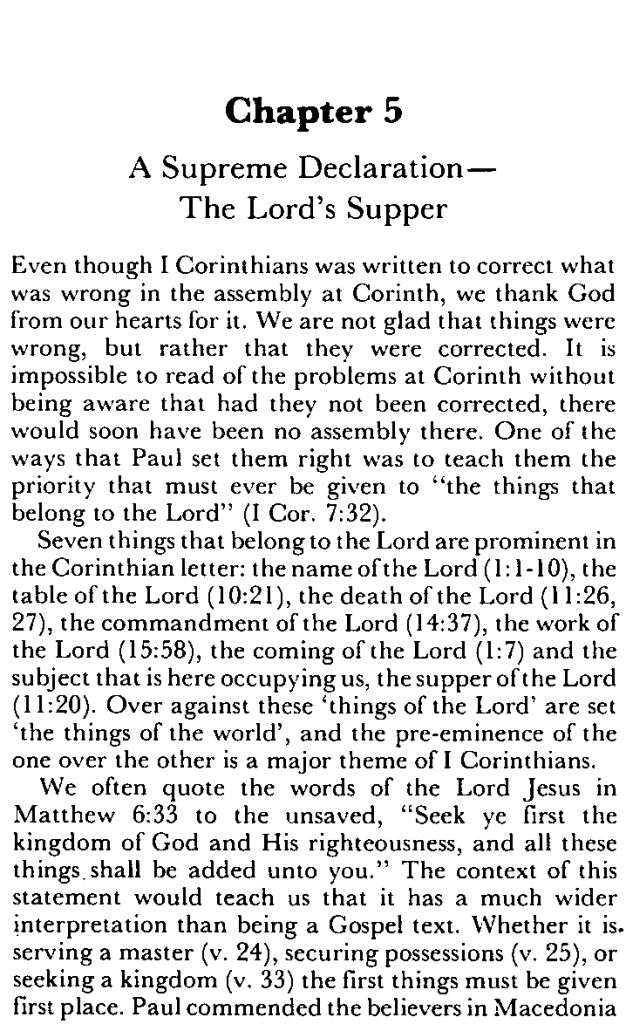 Chapter 5
A Supreme Declaration—
The Lord's Supper
Even though I Corinthians was written to correct what
was wrong in the assembly at Corinth, we thank God
from our hearts for it. We are not glad that things were
wrong, but rather that they were corrected. It is
impossible to read of the problems at Corinth without
being aware that had they not been corrected, there
would soon have been no assembly there. One of the
ways that Paul set them right was to teach them the
priority that must ever be given to "the things that
belong to the Lord" (I Cor. 7:32).
Seven things that belong to the Lord are prominent in
the Corinthian letter: the name of the Lord (1:1-10), the
table of the Lord (10:21), the death of the Lord (11:26,
27), the commandment of the Lord (14:37), the work of
the Lord (15:58), the coming of the Lord (1:7) and the
subject that is here occupying us, the supper of the Lord
(11:20). Over against these 'things of the Lord' are set
'the things of the world', and the pre-eminence of the
one over the other is a major theme of I Corinthians.
We often quote the words of the Lord Jesus in
Matthew 6:33 to the unsaved, "Seek ye first the
kingdom of God and His righteousness, and all these
things shall be added unto you." The context of this
statement would teach us that it has a much wider
interpretation than being a Gospel text. Whether it is
serving a master (v. 24), securing possessions (v. 25), or
seeking a kingdom (v. 33) the first things must be given
first place. Paul commended the believers in Macedonia